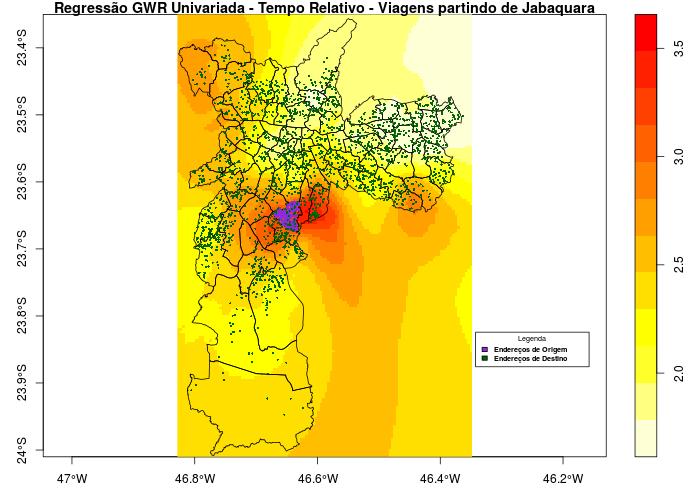 Regressão GWR Univariada - Tempo Relativo - Viagens partindo de Jabaquara
23.4°S
23.5°S
23.6°S
23.7°S
23.8°S
23.9°S
24°S
47°W
46.8°W
46.6°W
46.4°W
46.2°W
Legenda
Endereços de Origem
Endereços de Destino
3.5
3.0
2.5
2.0